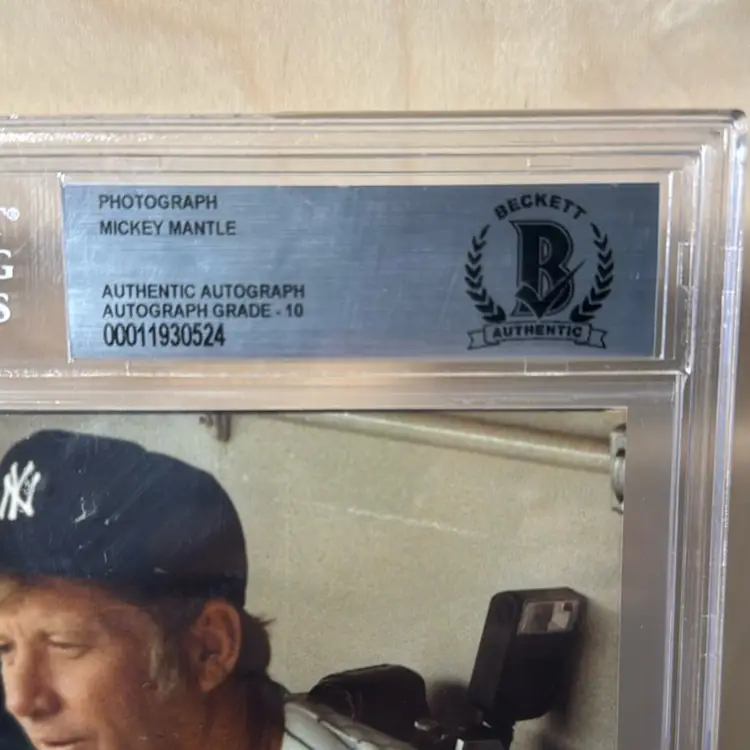 PHOTOGRAPH
MICKEY MANTLE
AUTHENTIC AUTOGRAPH
AUTOGRAPH GRADE - 10
00011930524
BECKETT
B
AUTHENTIC
®
G
S
NY